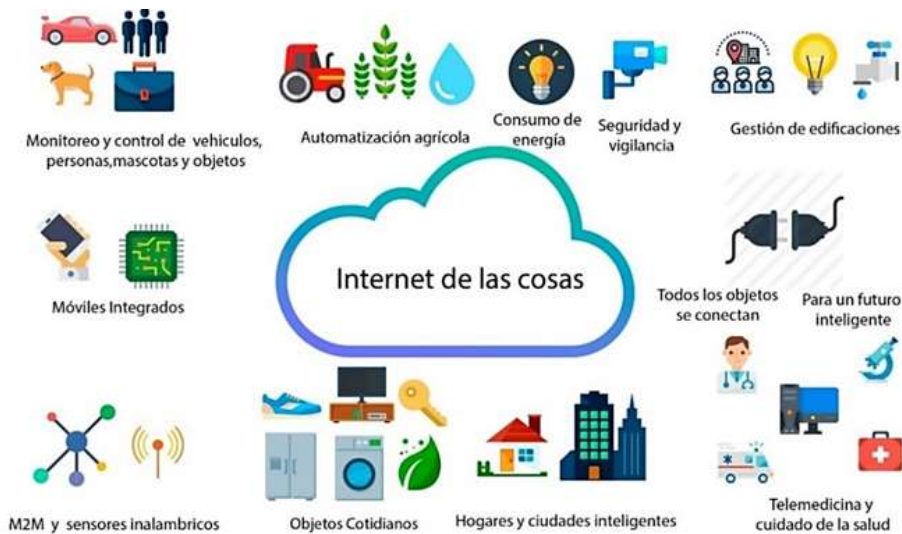 Monitoreo y control de vehiculos,
personas,mascotas y objetos
Automatización agrícola
Consumo de
energía
Seguridad y
vigilancia
Gestión de edificaciones
Internet de las cosas
Móviles Integrados
Todos los objetos
se conectan
Para un futuro
inteligente
M2M y sensores inalambricos
Objetos Cotidianos
Hogares y ciudades inteligentes
Telemedicina y
cuidado de la salud